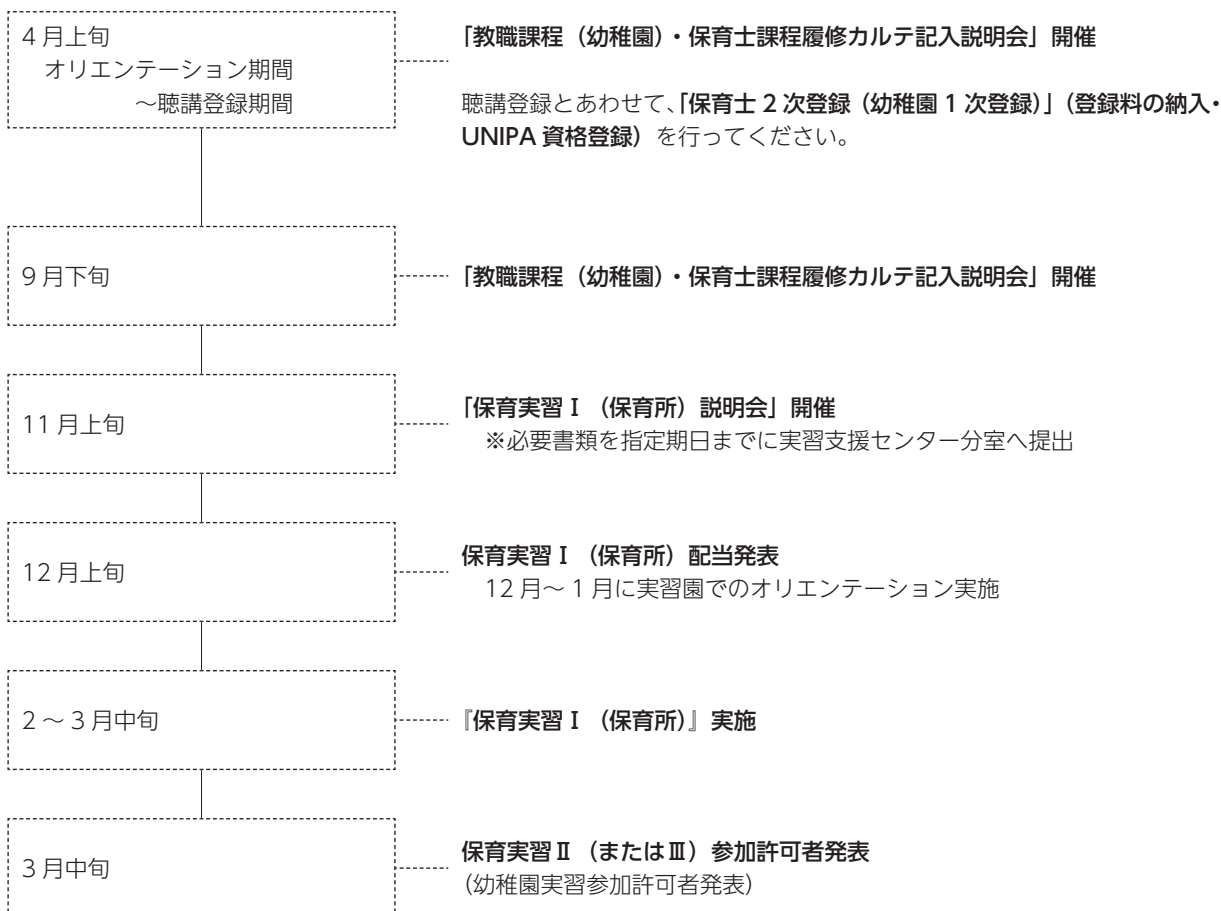 4月上旬
オリエンテーション期間
～聴講登録期間
「教職課程（幼稚園）・保育士課程履修カルテ記入説明会」開催
聴講登録とあわせて、「保育士2次登録（幼稚園1次登録）」（登録料の納入・
UNIPA 資格登録）を行ってください。
9月下旬
「教職課程（幼稚園）・保育士課程履修カルテ記入説明会」開催
11月上旬
「保育実習Ⅰ（保育所）説明会」開催
※必要書類を指定期日までに実習支援センター分室へ提出
12月上旬
保育実習Ⅰ（保育所）配当発表
12月～1月に実習園でのオリエンテーション実施
2～3月中旬
『保育実習Ⅰ（保育所）』実施
3月中旬
保育実習Ⅱ（またはⅢ）参加許可者発表
（幼稚園実習参加許可者発表）